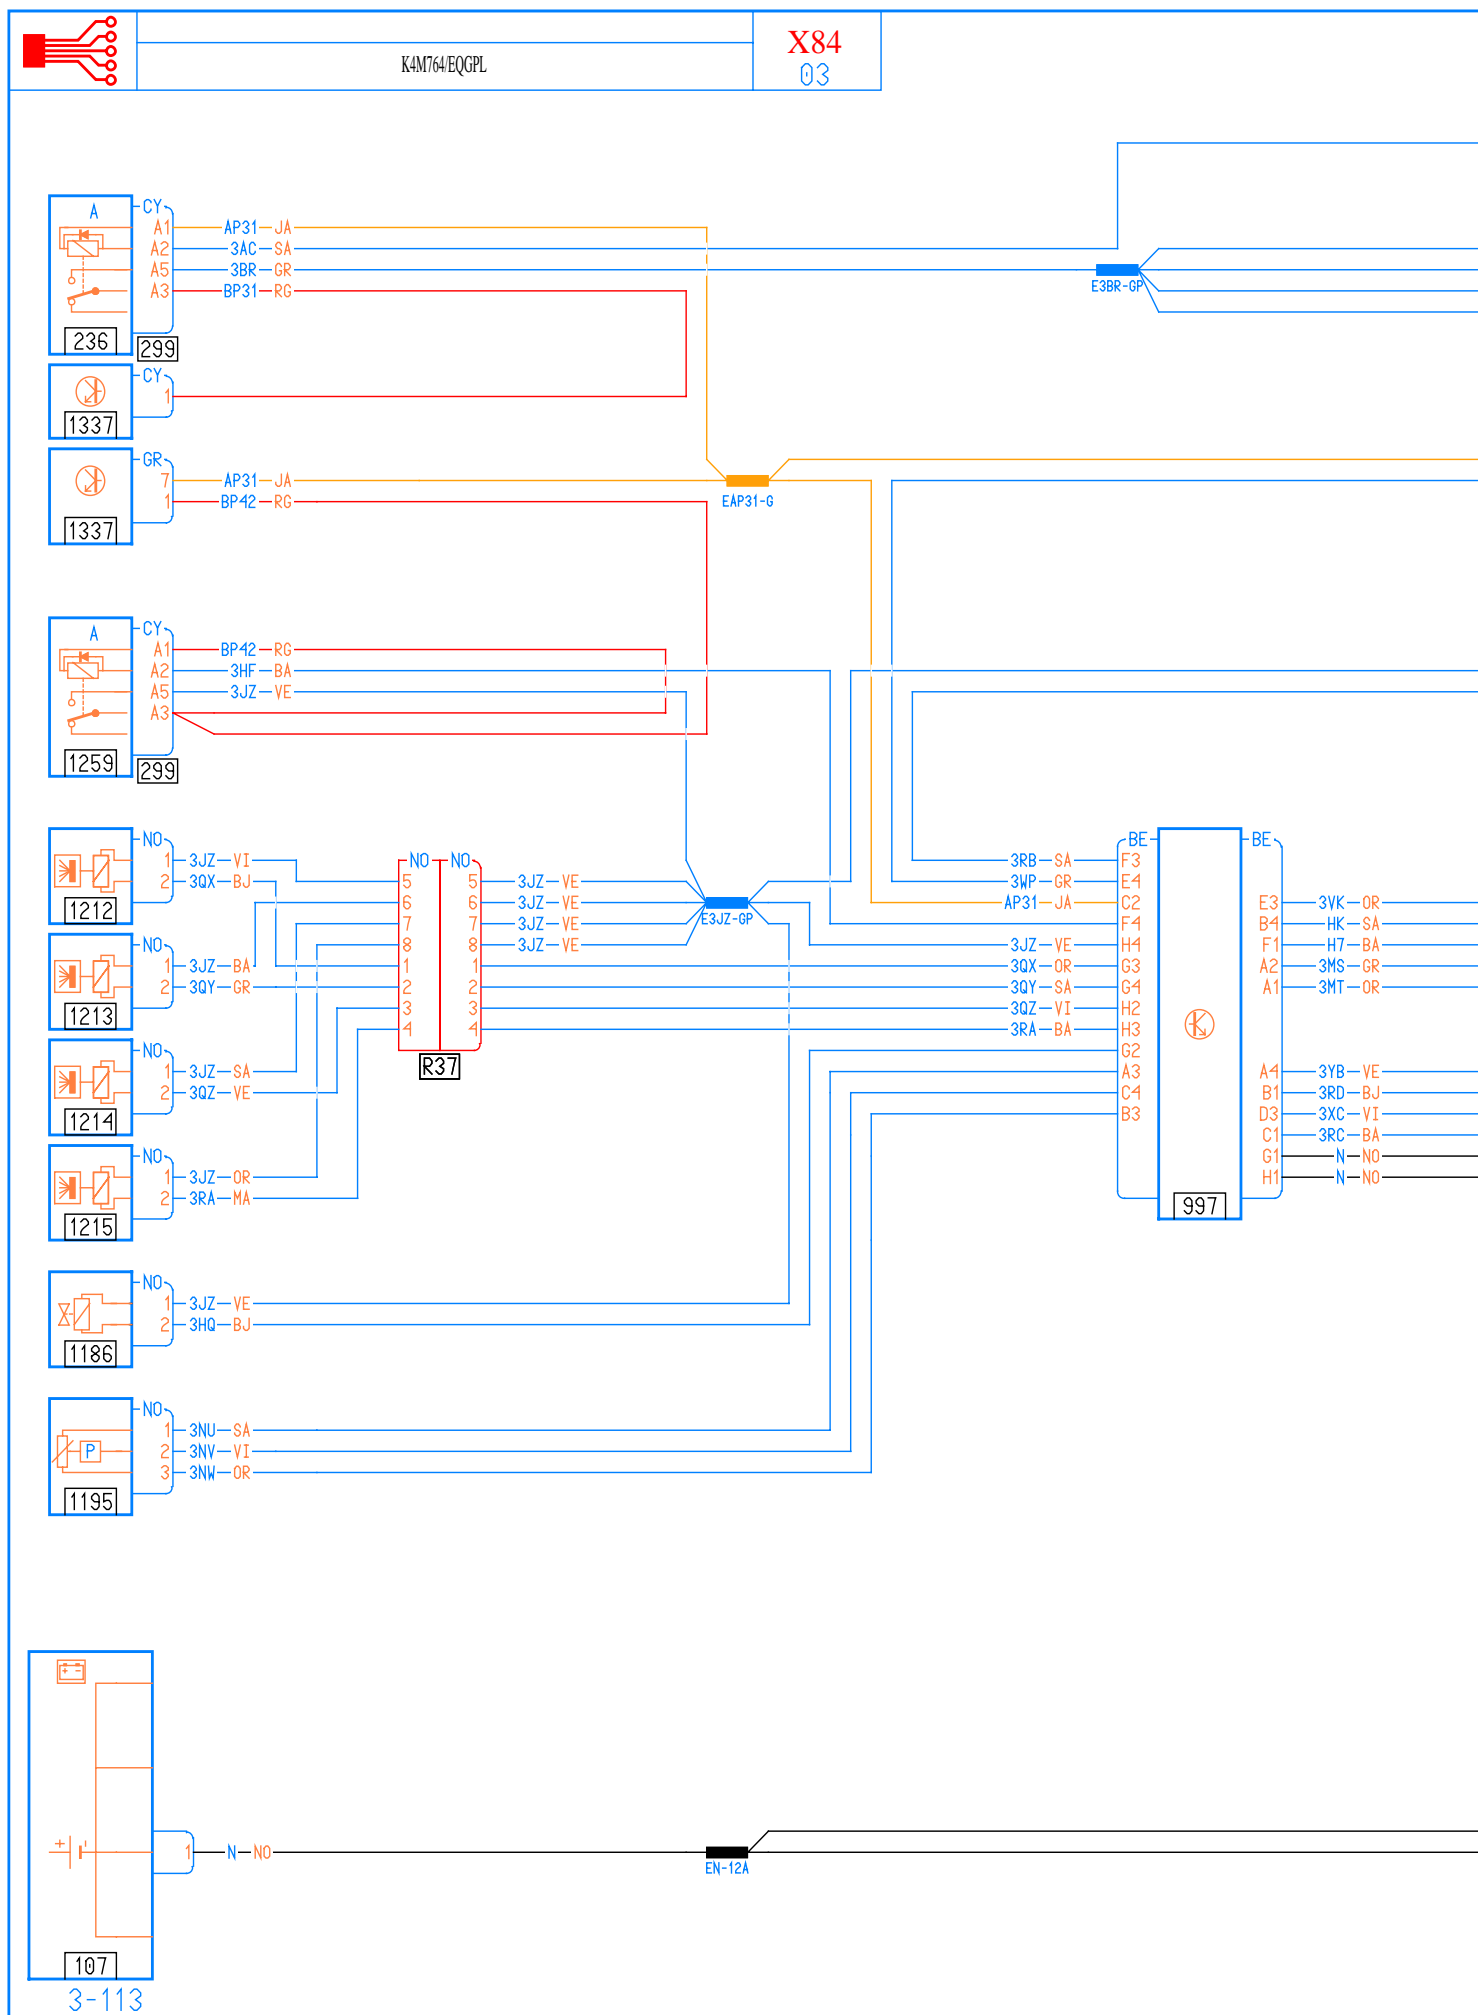 K4M764/EQGPL
X84
03
A
CY
A1 AP31 JA
A2 3AC SA
A5 3BR GR
A3 BP31 RG
236
299
E3BR-GP
CY
1
1337
GR
7 AP31 JA
1 BP42 RG
1337
EAP31-G
A
CY
A1 BP42 RG
A2 3HF BA
A5 3JZ VE
A3
1259
299
NO
1 3JZ VI
2 3QX BJ
1212
NO
1 3JZ BA
2 3QY GR
1213
NO
1 3JZ SA
2 3QZ VE
1214
NO
1 3JZ OR
2 3RA MA
1215
NO NO
5 5 3JZ VE
6 6 3JZ VE
7 7 3JZ VE
8 8 3JZ VE
1 1
2 2
3 3
4 4
R37
E3JZ-GP
BE
3RB SA F3
3WP GR E4
AP31 JA C2
F4
3JZ VE H4
3QX OR G3
3QY SA G4
3QZ VI H2
3RA BA H3
G2
A3
C4
B3
BE
E3 3VK OR
B4 HK SA
F1 H7 BA
A2 3MS GR
A1 3MT OR
A4 3YB VE
B1 3RD BJ
D3 3XC VI
C1 3RC BA
G1 N NO
H1 N NO
997
NO
1 3JZ VE
2 3HQ BJ
1186
NO
1 3NU SA
P
2 3NV VI
3 3NW OR
1195
+ -
+ -
1 N NO
EN-12A
107
3-113